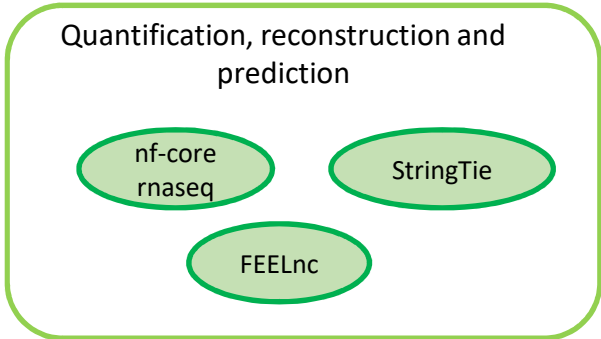 Quantification, reconstruction and
prediction
nf-core
rnaseq
StringTie
FEELnc